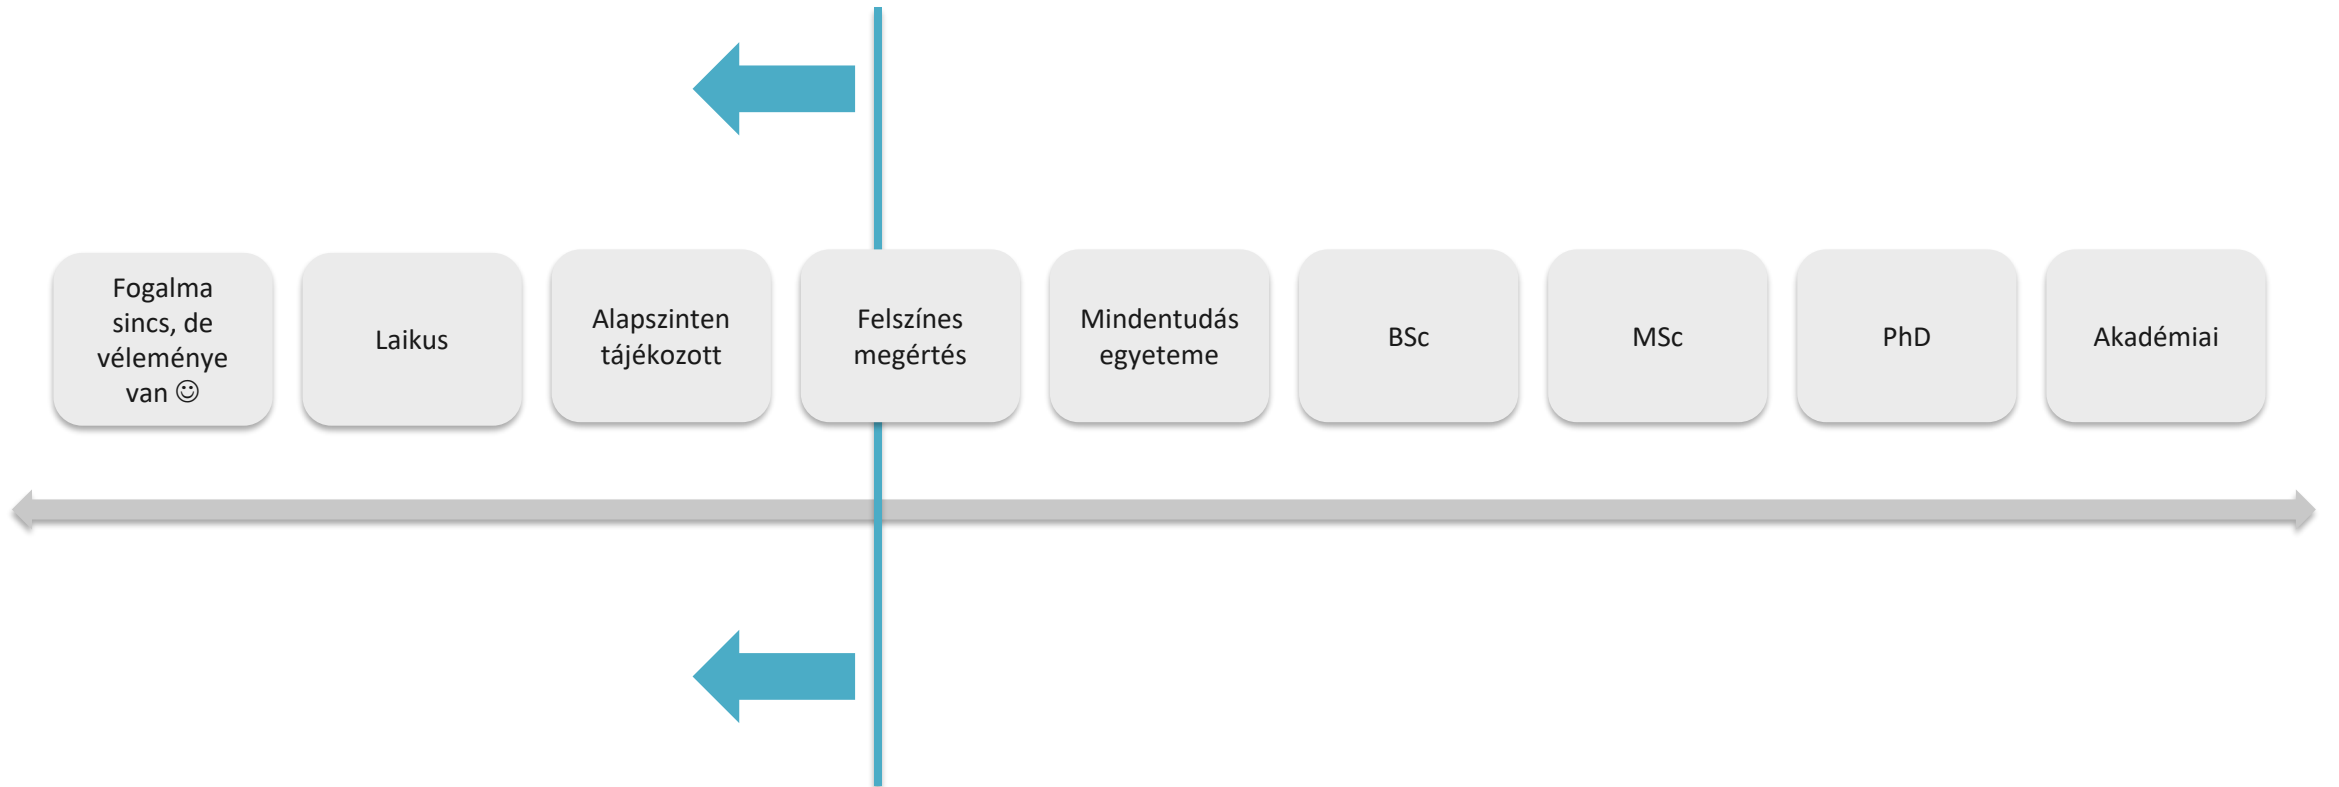 Fogalma
sincs, de
véleménye
van ☺
Laikus
Alapszinten
tájékozott
Felszínes
megértés
Mindentudás
egyeteme
BSc
MSc
PhD
Akadémiai